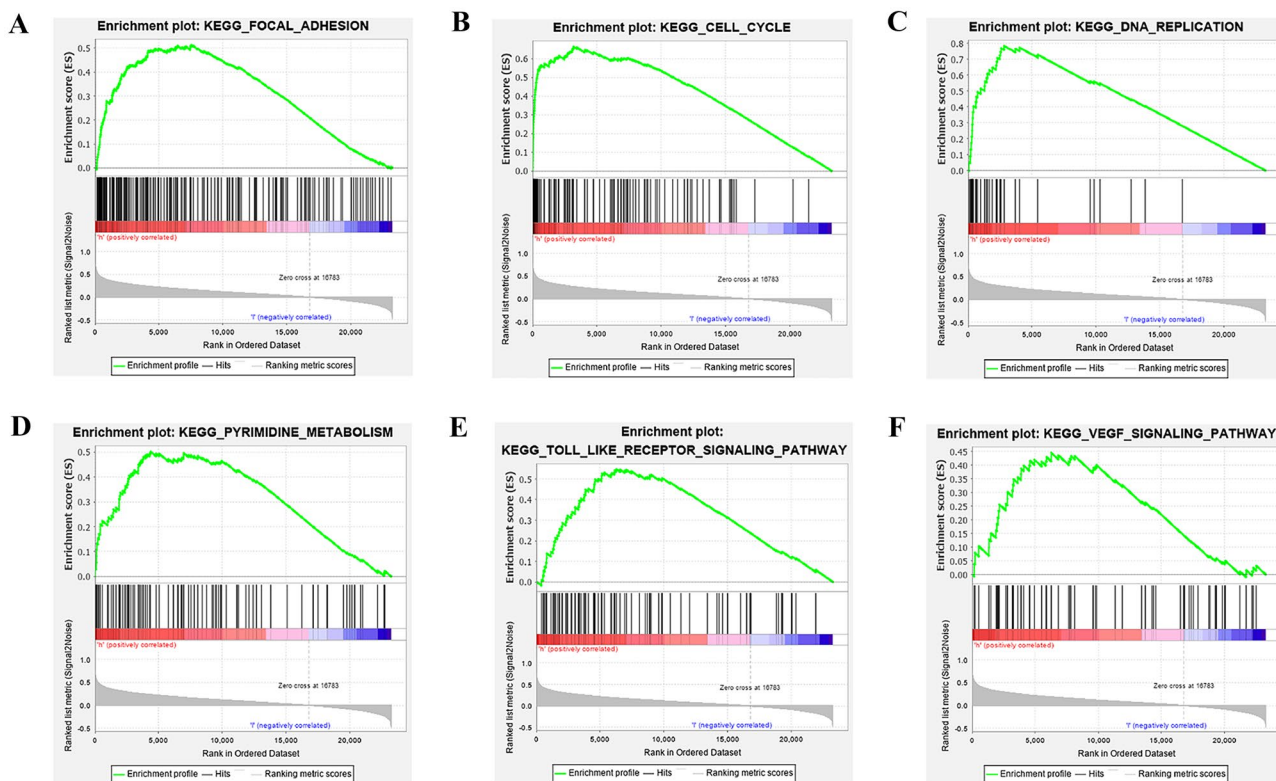 A
Enrichment plot: KEGG_FOCAL_ADHESION
Enrichment score (ES)
0.5
0.4
0.3
0.2
0.1
0.0
'h' (positively correlated)
Ranked list metric (Signal2Noise)
1.0
0.5
0.0
-0.5
Zero cross at 16783
'l' (negatively correlated)
0 5,000 10,000 15,000 20,000
Rank in Ordered Dataset
Enrichment profile Hits Ranking metric scores
B
Enrichment plot: KEGG_CELL_CYCLE
Enrichment score (ES)
0.6
0.5
0.4
0.3
0.2
0.1
0.0
'h' (positively correlated)
Ranked list metric (Signal2Noise)
1.0
0.5
0.0
-0.5
Zero cross at 16783
'l' (negatively correlated)
0 5,000 10,000 15,000 20,000
Rank in Ordered Dataset
Enrichment profile Hits Ranking metric scores
C
Enrichment plot: KEGG_DNA_REPLICATION
Enrichment score (ES)
0.8
0.7
0.6
0.5
0.4
0.3
0.2
0.1
0.0
'h' (positively correlated)
Ranked list metric (Signal2Noise)
1.0
0.5
0.0
-0.5
Zero cross at 16783
'l' (negatively correlated)
0 5,000 10,000 15,000 20,000
Rank in Ordered Dataset
Enrichment profile Hits Ranking metric scores
D
Enrichment plot: KEGG_PYRIMIDINE_METABOLISM
Enrichment score (ES)
0.5
0.4
0.3
0.2
0.1
0.0
'h' (positively correlated)
Ranked list metric (Signal2Noise)
1.0
0.5
0.0
-0.5
Zero cross at 16783
'l' (negatively correlated)
0 5,000 10,000 15,000 20,000
Rank in Ordered Dataset
Enrichment profile Hits Ranking metric scores
E
Enrichment plot:
KEGG_TOLL_LIKE_RECEPTOR_SIGNALING_PATHWAY
Enrichment score (ES)
0.5
0.4
0.3
0.2
0.1
0.0
'h' (positively correlated)
Ranked list metric (Signal2Noise)
1.0
0.5
0.0
-0.5
Zero cross at 16783
'l' (negatively correlated)
0 5,000 10,000 15,000 20,000
Rank in Ordered Dataset
Enrichment profile Hits Ranking metric scores
F
Enrichment plot: KEGG_VEGF_SIGNALING_PATHWAY
Enrichment score (ES)
0.45
0.40
0.35
0.30
0.25
0.20
0.15
0.10
0.05
0.00
'h' (positively correlated)
Ranked list metric (Signal2Noise)
1.0
0.5
0.0
-0.5
Zero cross at 16783
'l' (negatively correlated)
0 5,000 10,000 15,000 20,000
Rank in Ordered Dataset
Enrichment profile Hits Ranking metric scores